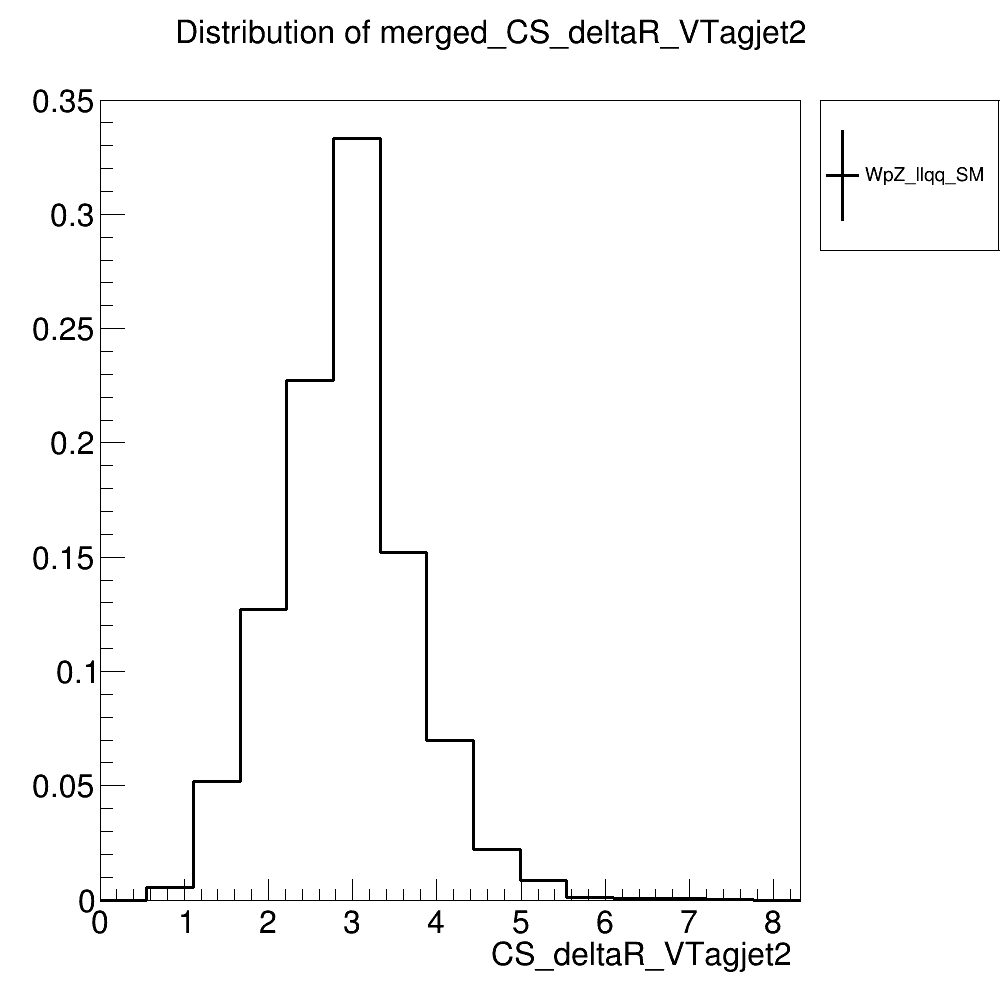 Distribution of merged_CS_deltaR_VTagjet2
0.35
0.3
0.25
0.2
0.15
0.1
0.05
0
0 1 2 3 4 5 6 7 8
CS_deltaR_VTagjet2
WpZ_llqq_SM